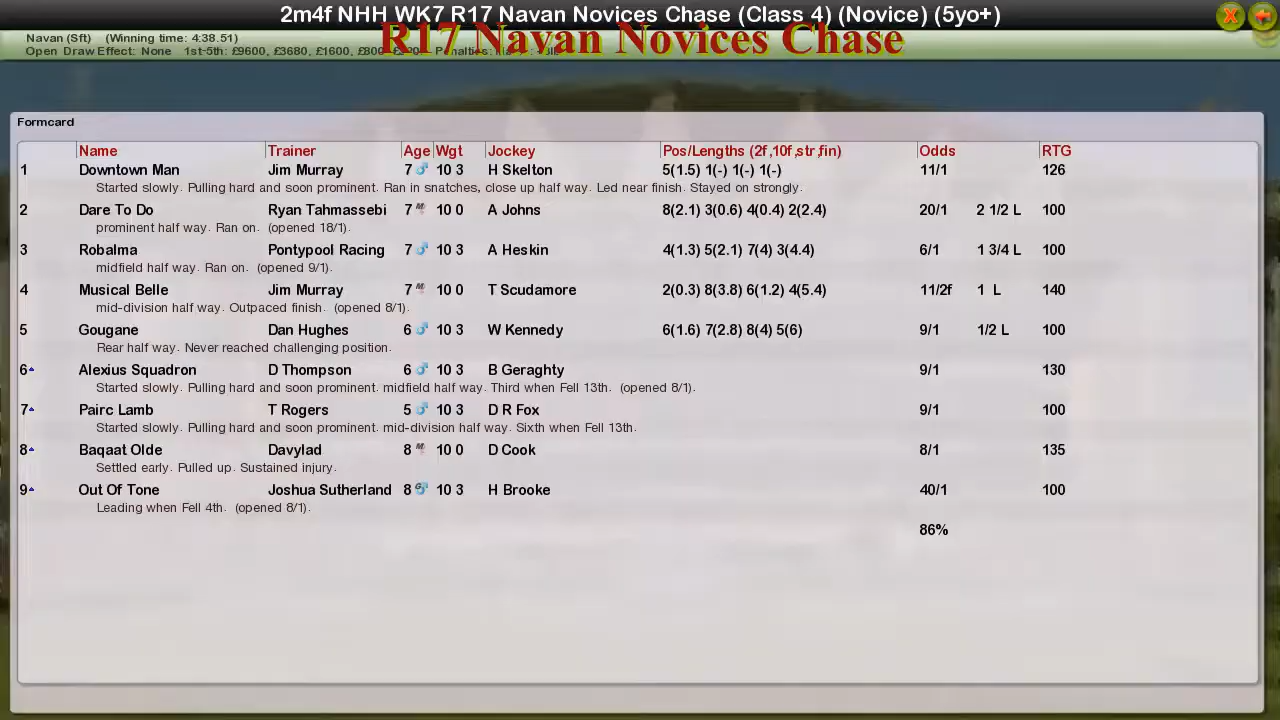 2m4f NHH WK7 R17 Navan Novices Chase (Class 4) (Novice) (5yo+)
R17 Navan Novices Chase
Navan (Sft) (Winning time: 4:38.51)
Open Draw Effect: None 1st-5th: £9600, £3680, £1600, £800 Penalties:
Formcard
Name Trainer Age Wgt Jockey Pos/Lengths (2f,10f,str,fin) Odds RTG
1 Downtown Man Jim Murray 7 10 3 H Skelton 5(1.5) 1(-) 1(-) 1(-) 11/1 126
Started slowly. Pulling hard and soon prominent. Ran in snatches, close up half way. Led near finish. Stayed on strongly.
2 Dare To Do Ryan Tahmassebi 7 10 0 A Johns 8(2.1) 3(0.6) 4(0.4) 2(2.4) 20/1 2 1/2 L 100
prominent half way. Ran on. (opened 18/1).
3 Robalma Pontypool Racing 7 10 3 A Heskin 4(1.3) 5(2.1) 7(4) 3(4.4) 6/1 1 3/4 L 100
midfield half way. Ran on. (opened 9/1).
4 Musical Belle Jim Murray 7 10 0 T Scudamore 2(0.3) 8(3.8) 6(1.2) 4(5.4) 11/2f 1 L 140
mid-division half way. Outpaced finish. (opened 8/1).
5 Gougane Dan Hughes 6 10 3 W Kennedy 6(1.6) 7(2.8) 8(4) 5(6) 9/1 1/2 L 100
Rear half way. Never reached challenging position.
6 Alexius Squadron D Thompson 6 10 3 B Geraghty 9/1 130
Started slowly. Pulling hard and soon prominent. midfield half way. Third when Fell 13th. (opened 8/1).
7 Pairc Lamb T Rogers 5 10 3 D R Fox 9/1 100
Started slowly. Pulling hard and soon prominent. mid-division half way. Sixth when Fell 13th.
8 Baqaat Olde Davylad 8 10 0 D Cook 8/1 135
Settled early. Pulled up. Sustained injury.
9 Out Of Tone Joshua Sutherland 8 10 3 H Brooke 40/1 100
Leading when Fell 4th. (opened 8/1).
86%